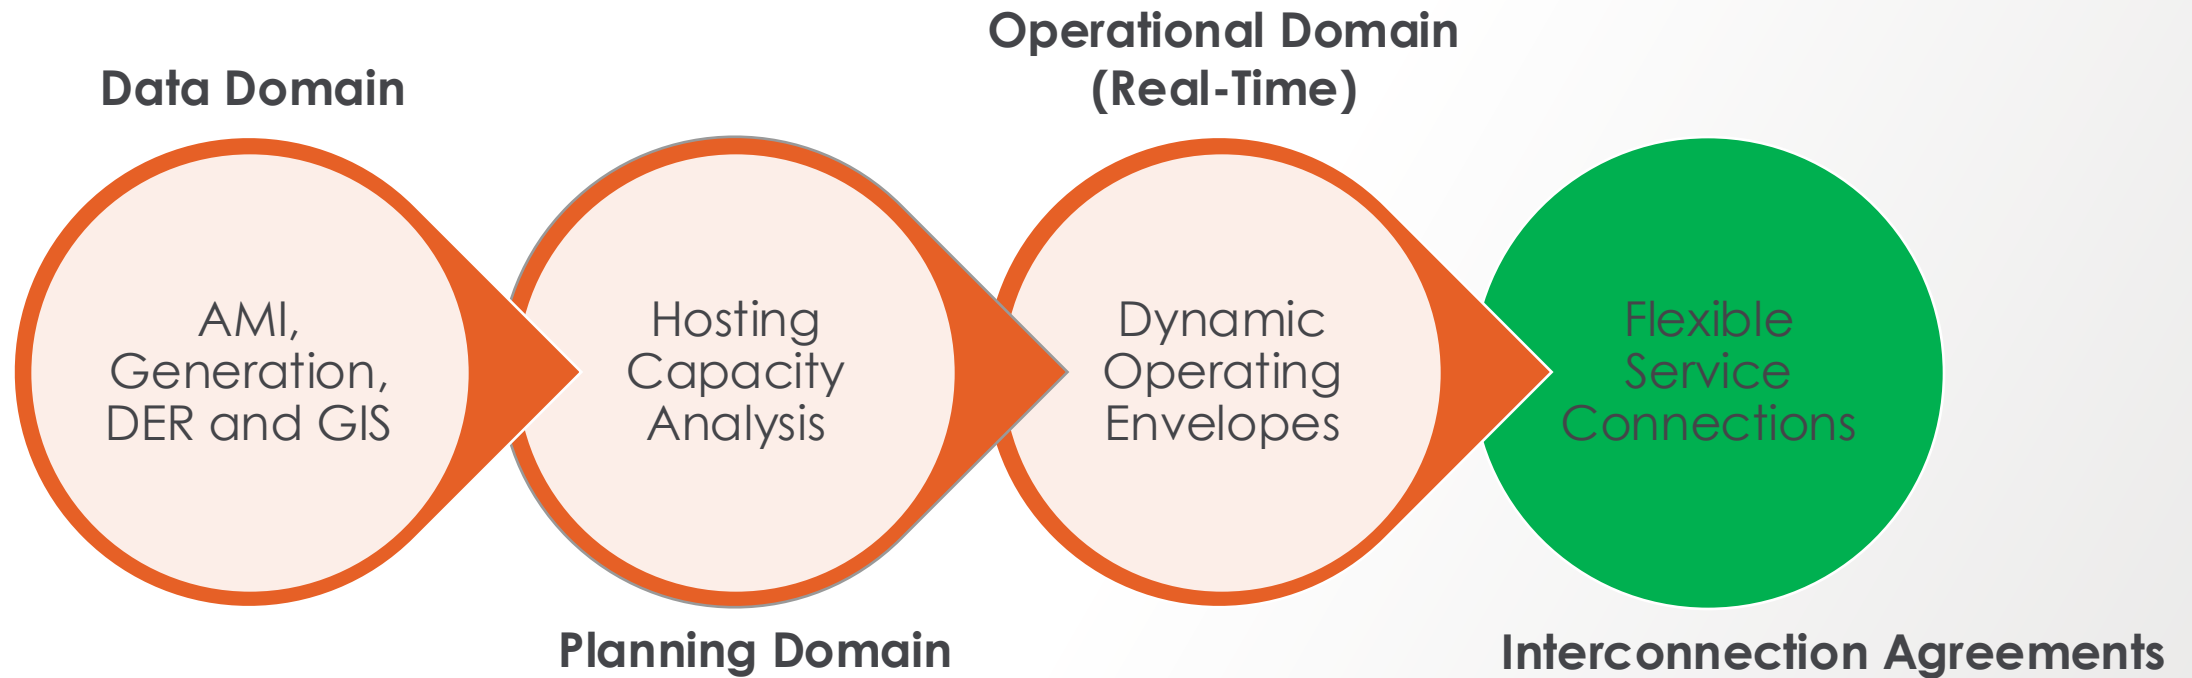 Data Domain
AMI,
Generation,
DER and GIS
Hosting
Capacity
Analysis
Planning Domain
Operational Domain
(Real-Time)
Dynamic
Operating
Envelopes
Flexible
Service
Connections
Interconnection Agreements